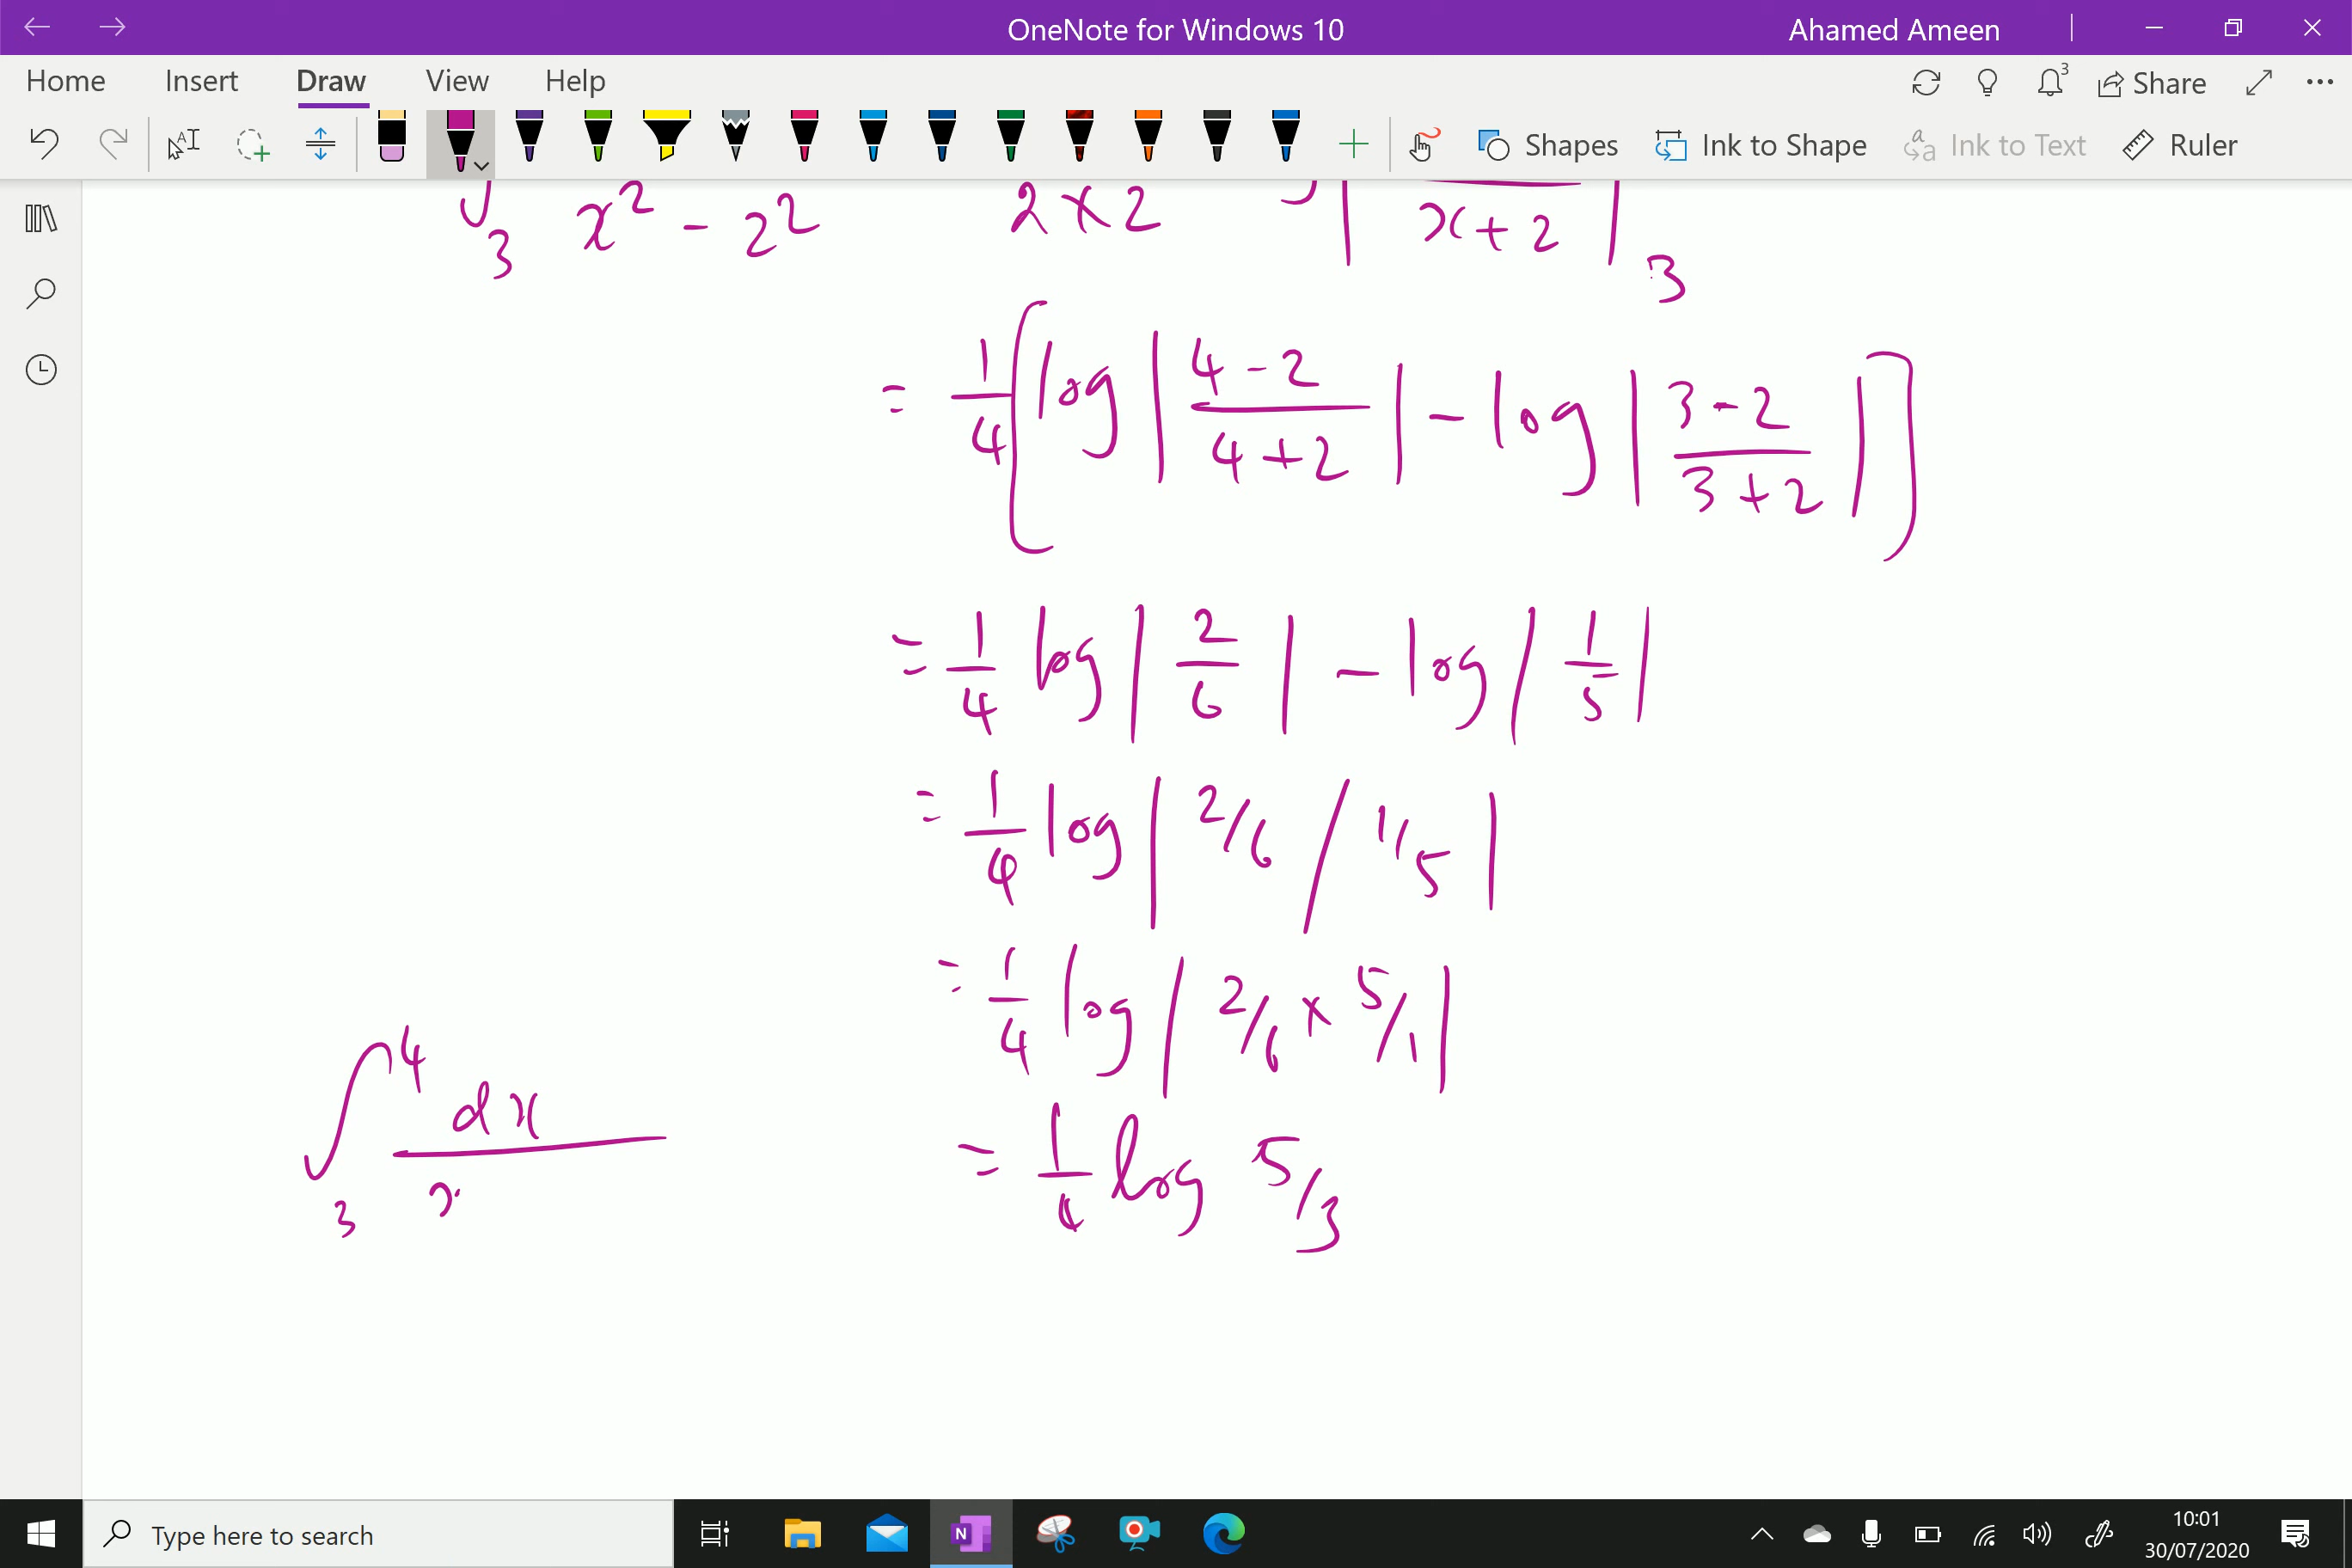 OneNote for Windows 10
Ahamed Ameen
Home Insert Draw View Help
3 Share
Shapes Ink to Shape Ink to Text Ruler
∫3 x² - 2² 2 × 2 | x + 2 | 3
= 1/4 [ log | 4 - 2 / 4 + 2 | - log | 3 - 2 / 3 + 2 | ]
= 1/4 log | 2/6 | - log | 1/5 |
= 1/4 log | 2/6 / 1/5 |
= 1/4 log | 2/6 × 5/1 |
= 1/4 log 5/3
∫ 3 4 dx / x
Type here to search
10:01
30/07/2020